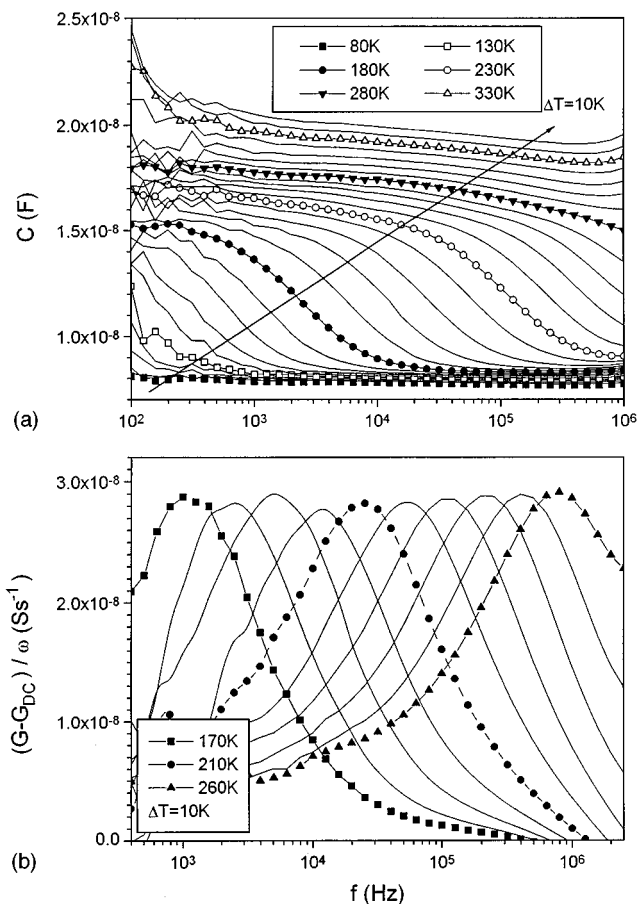 2.5x10-8
80K 130K
180K 230K
280K 330K
ΔT=10K
2.0x10-8
C (F)
1.5x10-8
1.0x10-8
(a) 10² 10³ 10⁴ 10⁵ 10⁶
3.0x10-8
(G-GDC) / ω (Ss-1)
2.0x10-8
1.0x10-8
170K
210K
260K
ΔT=10K
0.0
10³ 10⁴ 10⁵ 10⁶
(b) f (Hz)